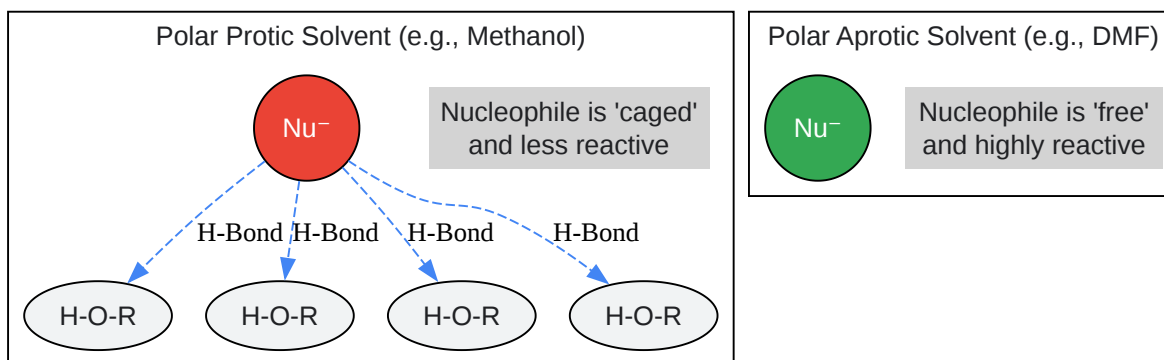 Polar Protic Solvent (e.g., Methanol)
Nu⁻
Nucleophile is 'caged'
and less reactive
H-Bond
H-Bond
H-Bond
H-Bond
H-O-R
H-O-R
H-O-R
H-O-R
Polar Aprotic Solvent (e.g., DMF)
Nu⁻
Nucleophile is 'free'
and highly reactive